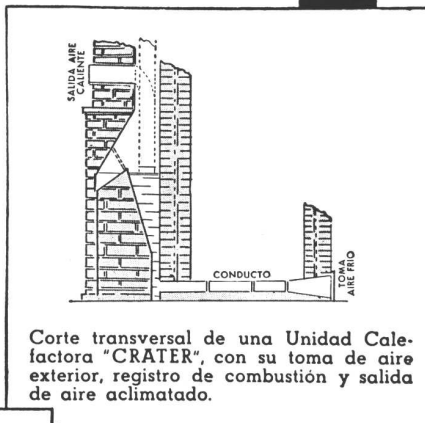 SALIDA AIRE
CALIENTE
CONDUCTO
TOMA
AIRE FRIO
Corte transversal de una Unidad Cale-
factora "CRATER", con su toma de aire
exterior, registro de combustión y salida
de aire aclimatado.